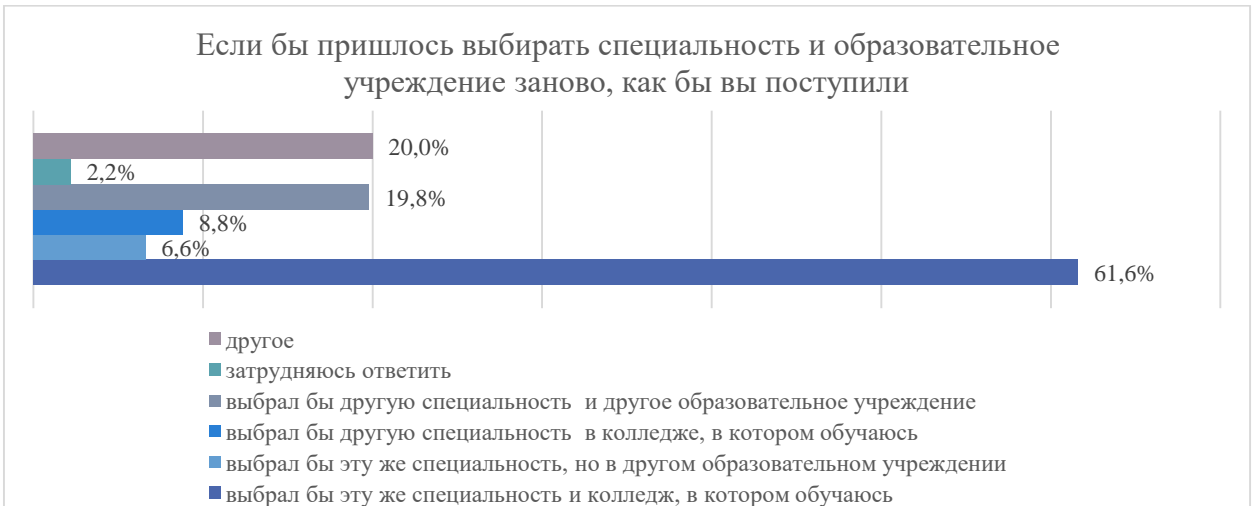 Если бы пришлось выбирать специальность и образовательное
учреждение заново, как бы вы поступили
20,0%
2,2%
19,8%
8,8%
6,6%
61,6%
другое
затрудняюсь ответить
выбрал бы другую специальность и другое образовательное учреждение
выбрал бы другую специальность в колледже, в котором обучаюсь
выбрал бы эту же специальность, но в другом образовательном учреждении
выбрал бы эту же специальность и колледж, в котором обучаюсь